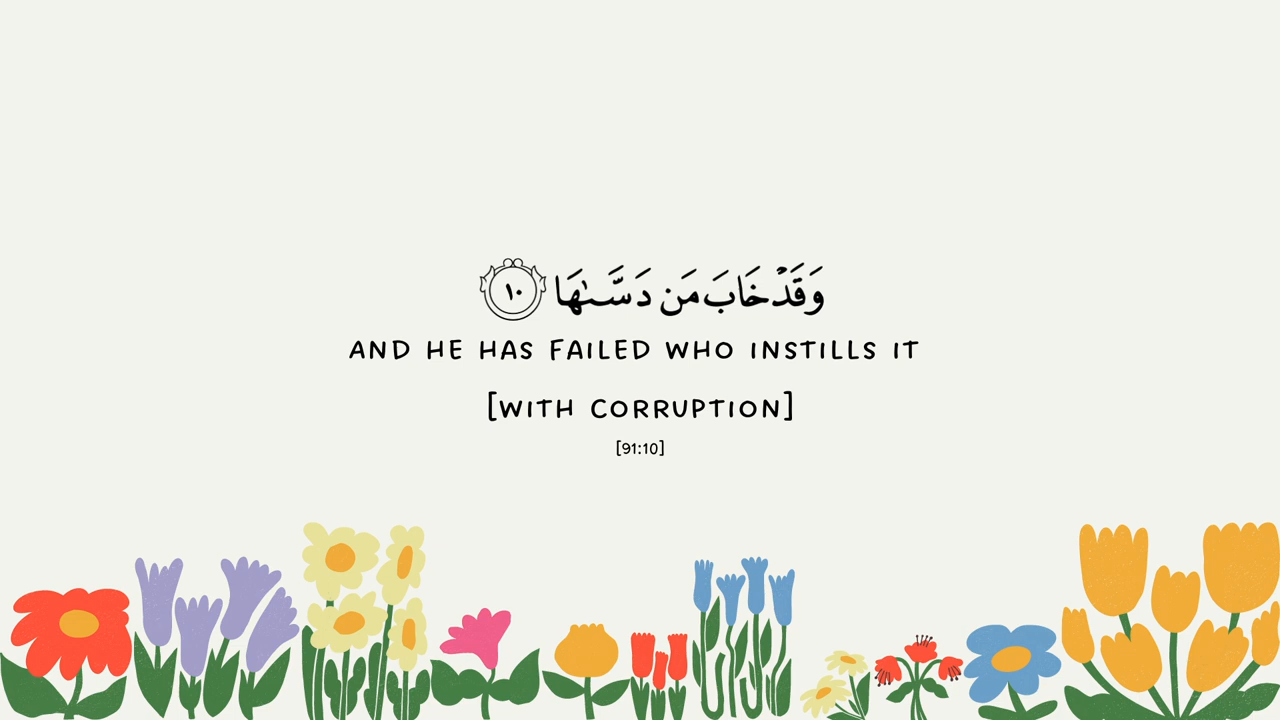 وَقَدْ خَابَ مَن دَسَّىٰهَا ١٠
AND HE HAS FAILED WHO INSTILLS IT
[WITH CORRUPTION]
[91:10]